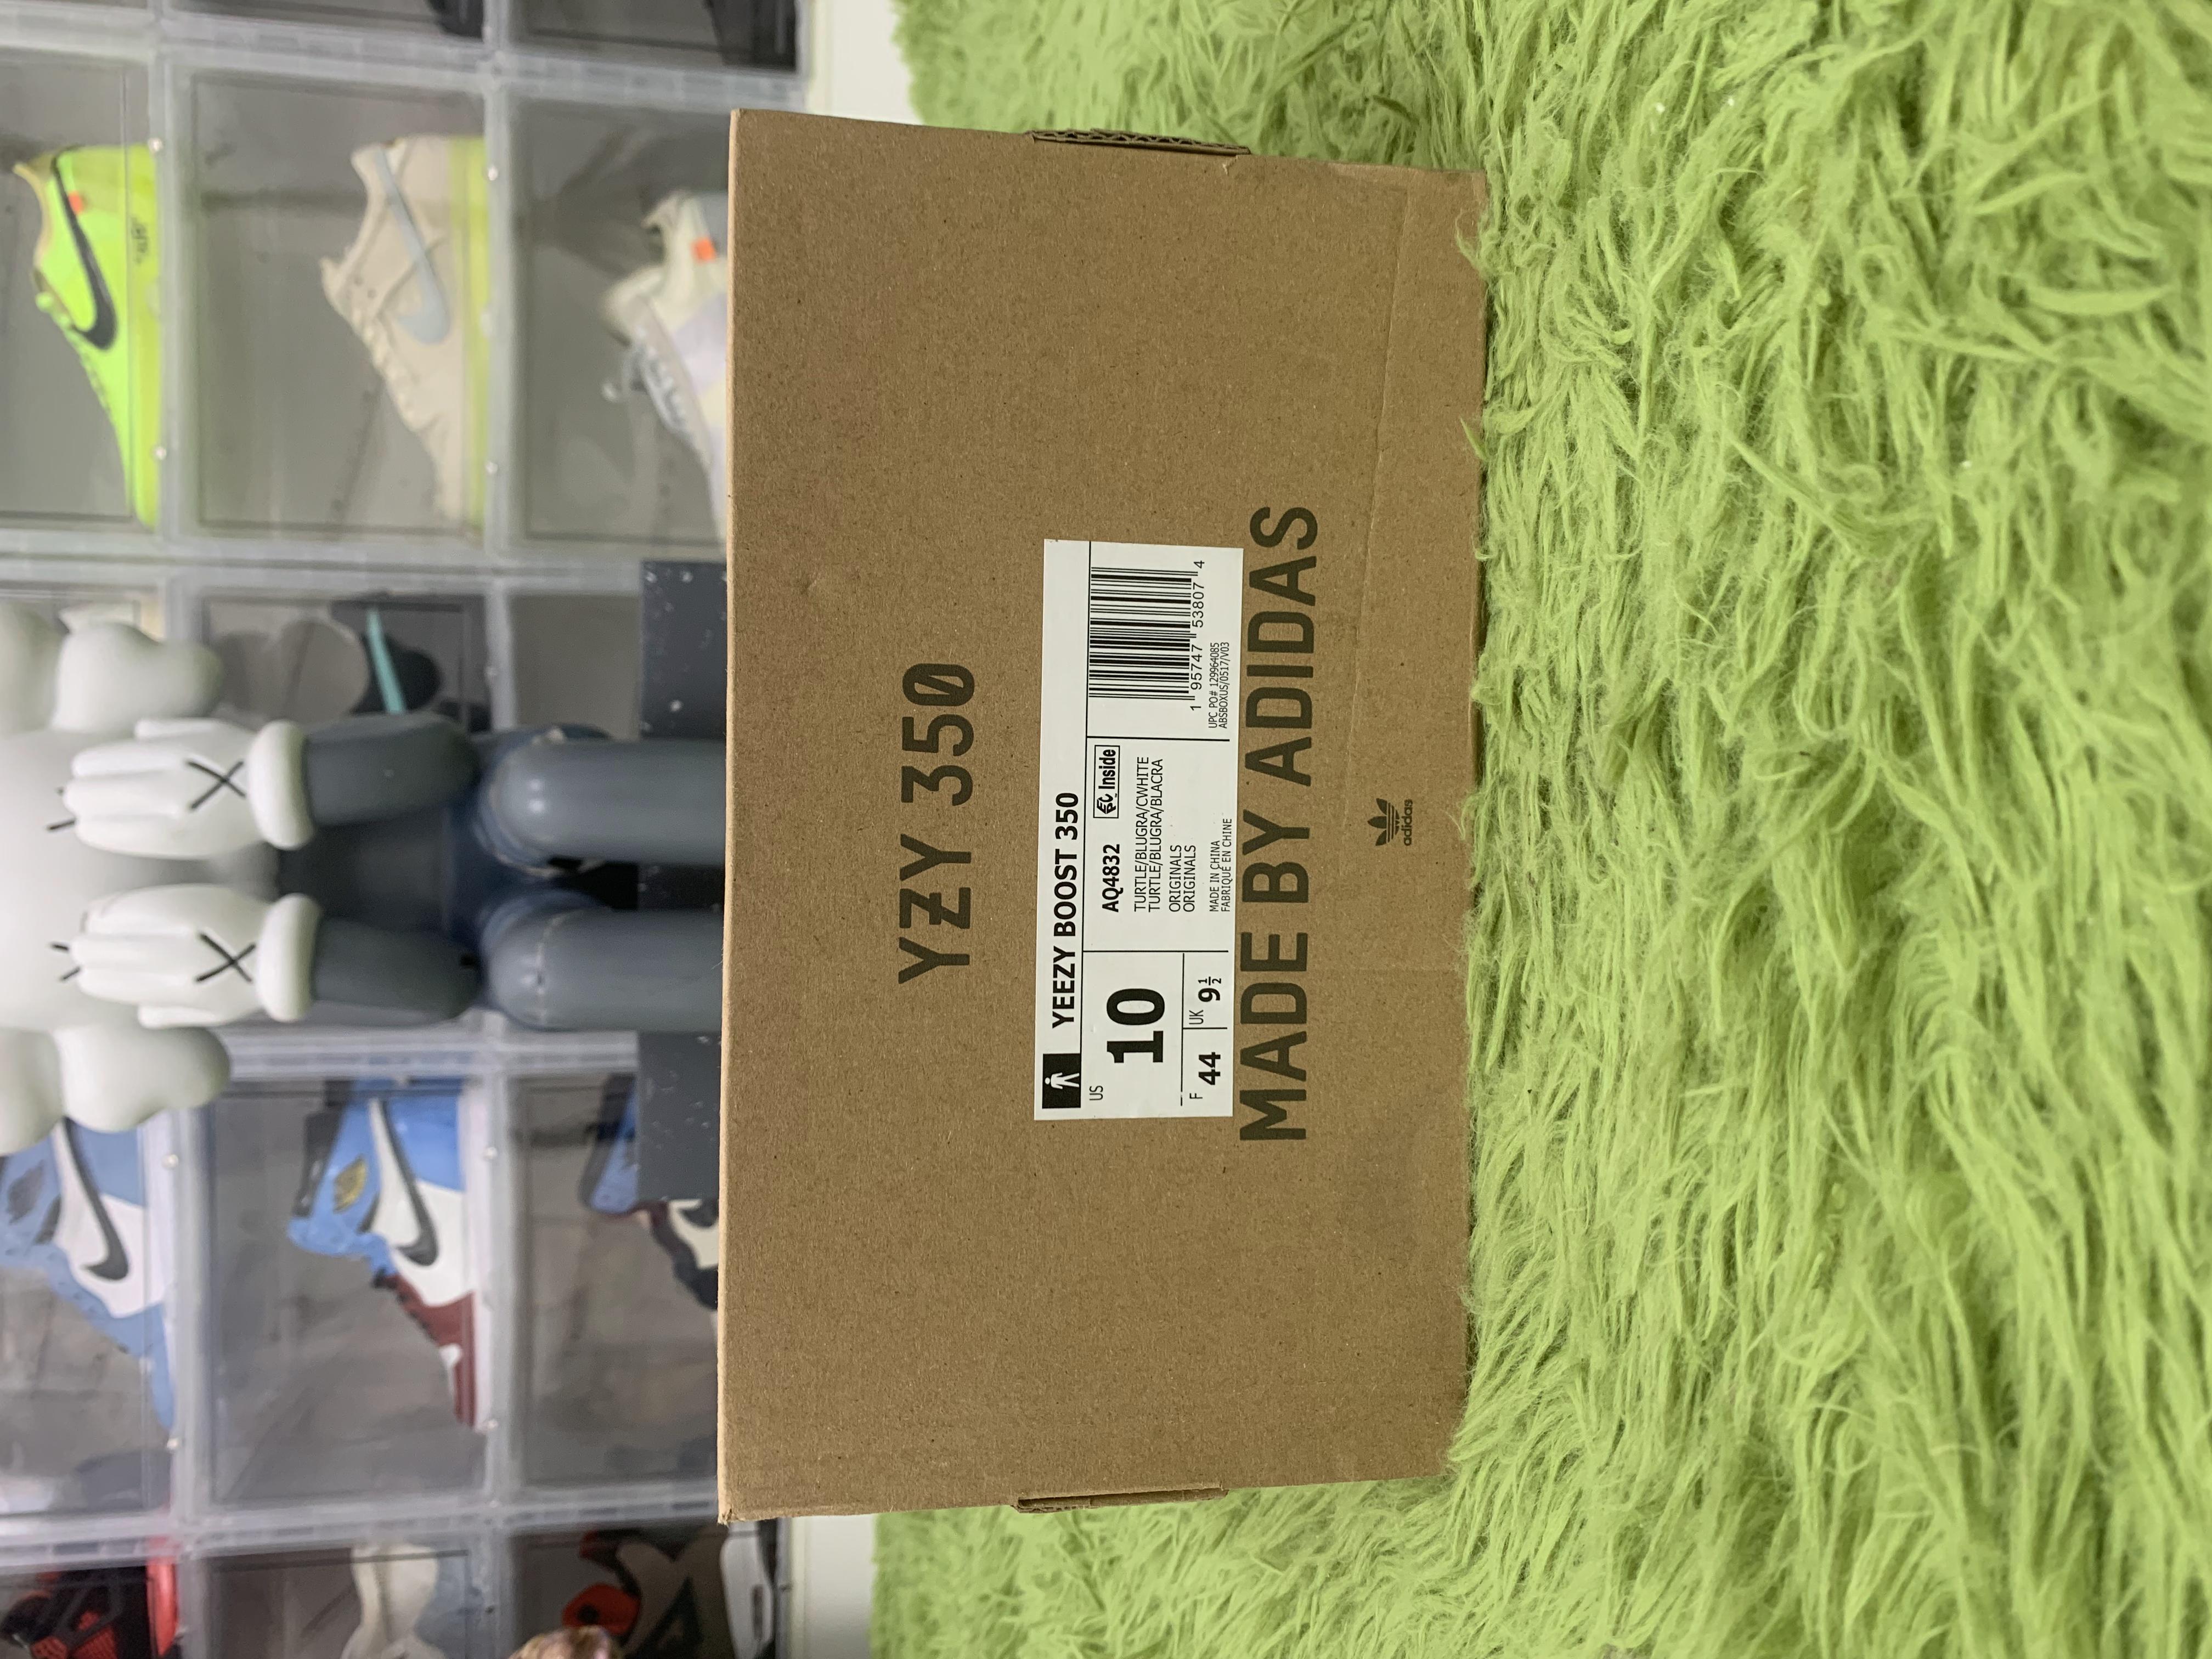 YZY 350
YEEZY BOOST 350
US
10
F 44
UK 9½
AQ4832
Inside
TURTLE/BLUGRA/CWHITE
TURTLE/BLUGRA/BLACRA
ORIGINALS
ORIGINALS
MADE IN CHINA
FABRIQUÉ EN CHINE
1 95747 53807 4
UPC PO# 129964085
ABSBOXUS/0517/V03
MADE BY ADIDAS
adidas